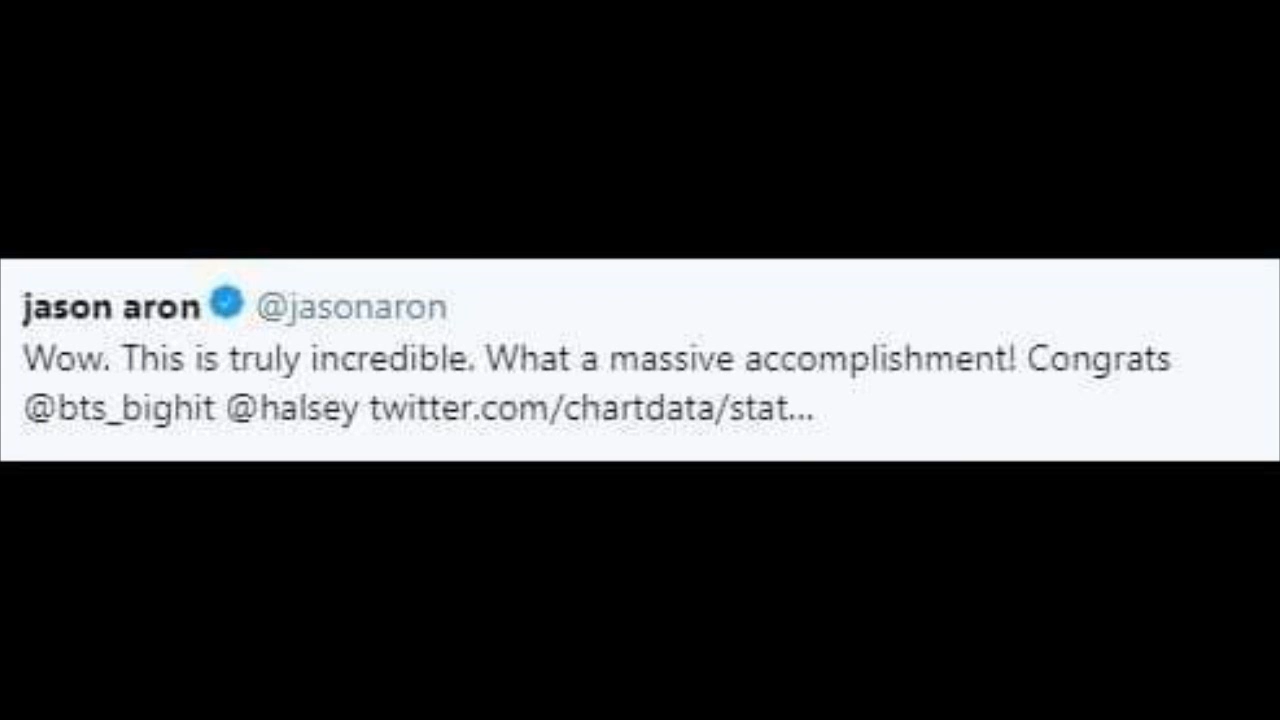 jason aron @jasonaron
Wow. This is truly incredible. What a massive accomplishment! Congrats
@bts_bighit @halsey twitter.com/chartdata/stat...